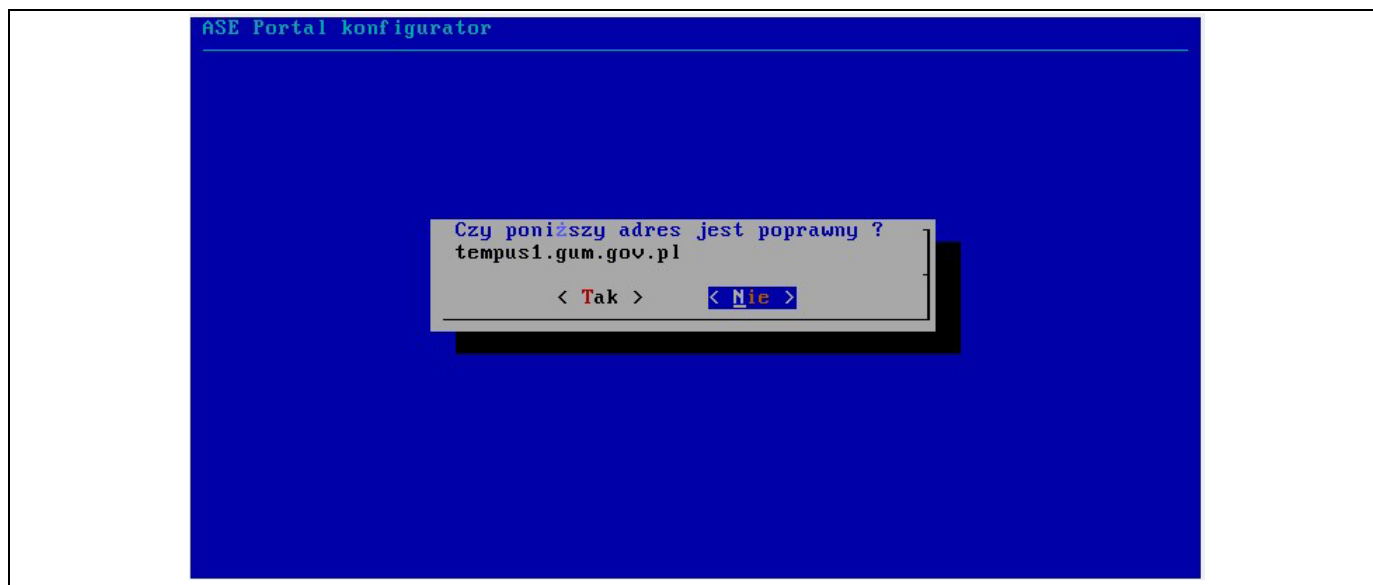 ASE Portal konfigurator
Czy poniższy adres jest poprawny ?
tempus1.gum.gov.pl
< Tak > < Nie >